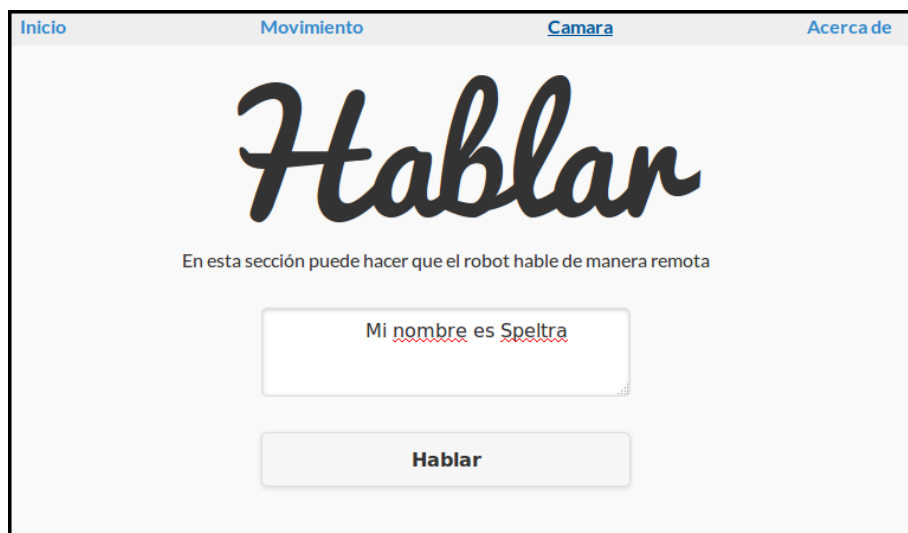 Inicio Movimiento Camara Acerca de
Hablar
En esta sección puede hacer que el robot hable de manera remota
Mi nombre es Speltra
Hablar